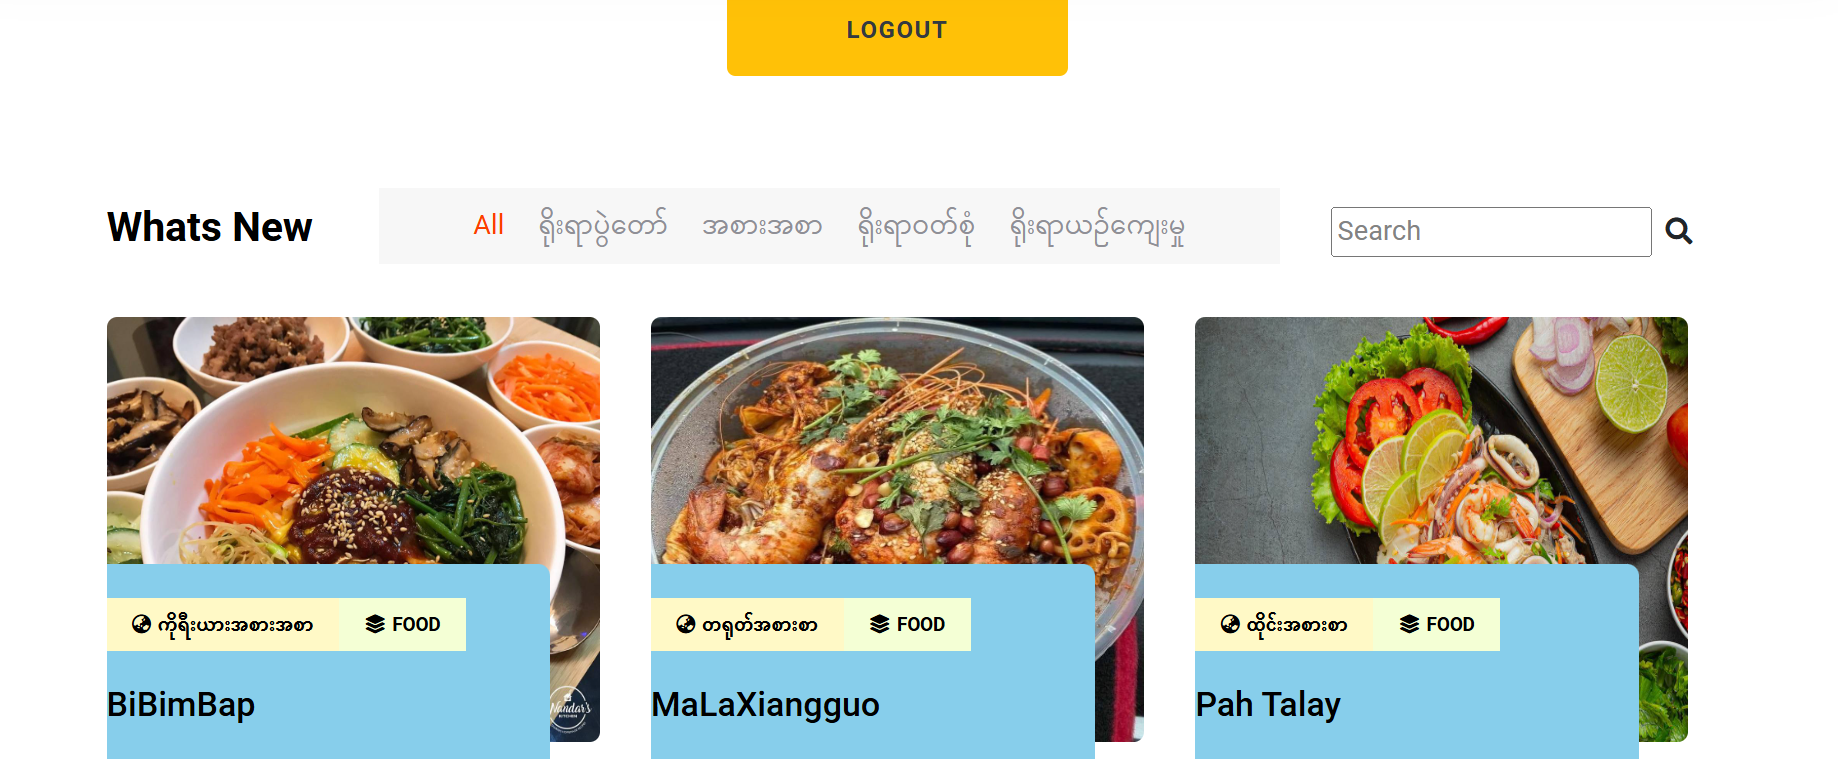 LOGOUT
Whats New
All ရိုးရာပွဲတော် အစားအစာ ရိုးရာဝတ်စုံ ရိုးရာယဉ်ကျေးမှု
Search
ကိုရီးယားအစားအစာ FOOD
တရုတ်အစားစာ FOOD
ထိုင်းအစားစာ FOOD
BiBimBap
MaLaXiangguo
Pah Talay
Nandar's
KITCHEN